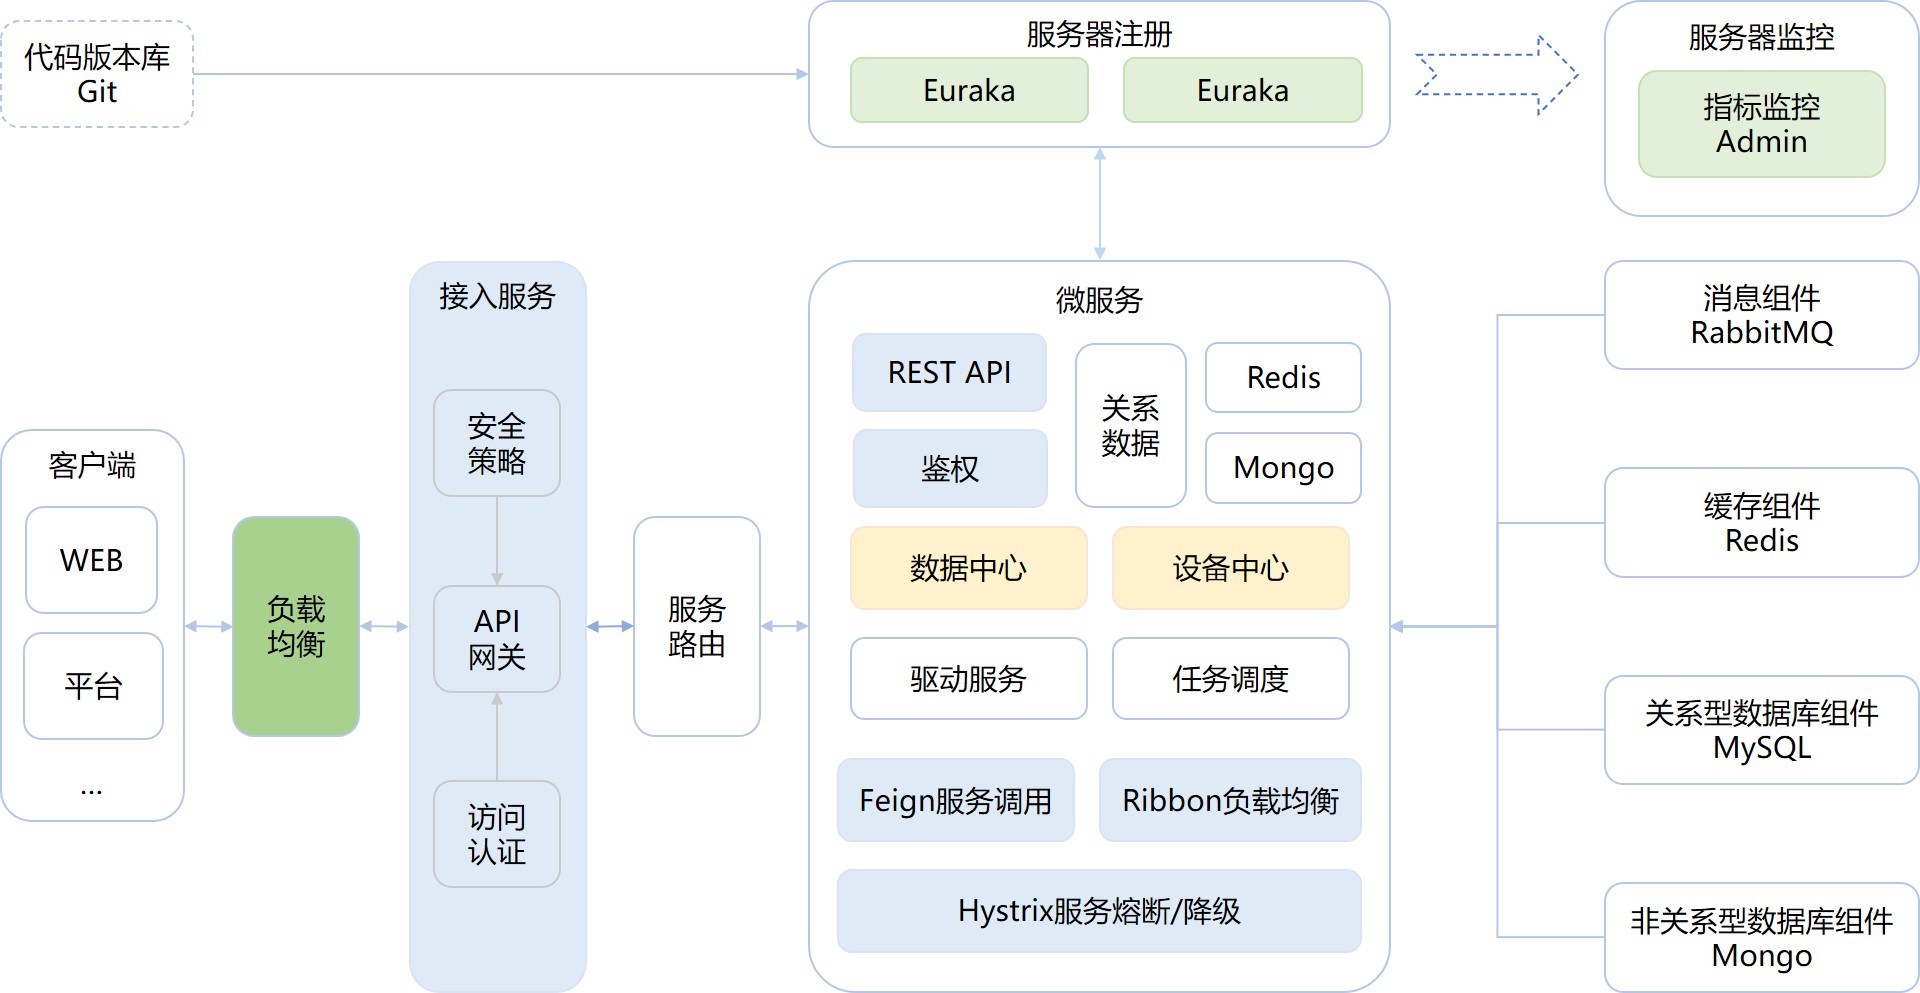 代码版本库
Git
服务器注册
Euraka
Euraka
服务器监控
指标监控
Admin
客户端
WEB
平台
...
负载
均衡
接入服务
安全
策略
API
网关
访问
认证
服务
路由
微服务
REST API
鉴权
关系
数据
Redis
Mongo
数据中心
设备中心
驱动服务
任务调度
Feign服务调用
Ribbon负载均衡
Hystrix服务熔断/降级
消息组件
RabbitMQ
缓存组件
Redis
关系型数据库组件
MySQL
非关系型数据库组件
Mongo